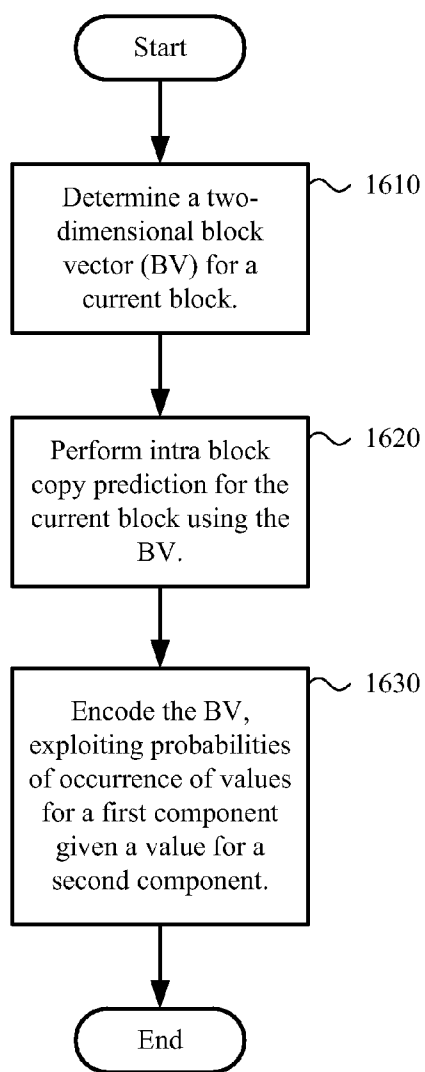 Start
1610
Determine a two-
dimensional block
vector (BV) for a
current block.
1620
Perform intra block
copy prediction for the
current block using the
BV.
1630
Encode the BV,
exploiting probabilities
of occurrence of values
for a first component
given a value for a
second component.
End